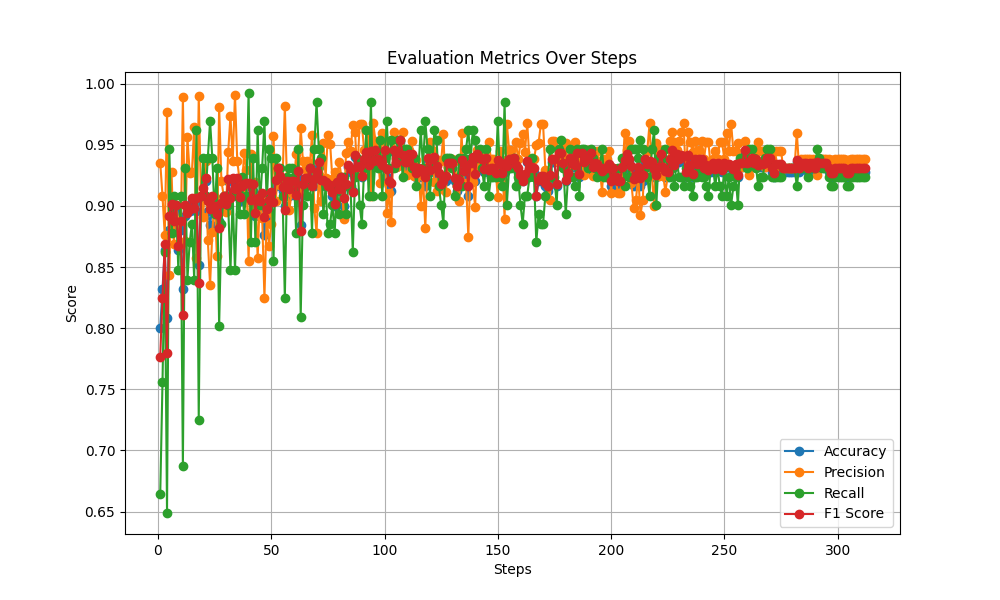 Evaluation Metrics Over Steps
1.00
0.95
0.90
0.85
0.80
0.75
0.70
0.65
Score
0
50
100
150
200
250
300
Steps
Accuracy
Precision
Recall
F1 Score